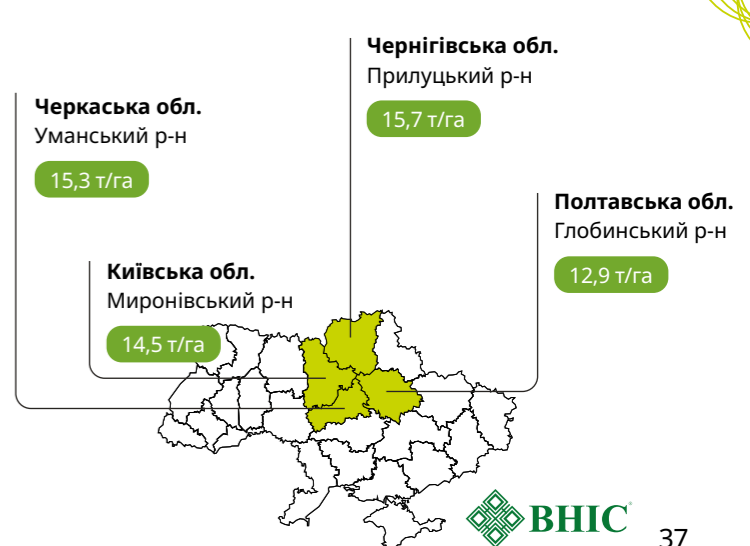 Чернігівська обл.
Прилуцький р-н
15,7 т/га
Черкаська обл.
Уманський р-н
15,3 т/га
Полтавська обл.
Глобинський р-н
12,9 т/га
Київська обл.
Миронівський р-н
14,5 т/га
ВНІС
37